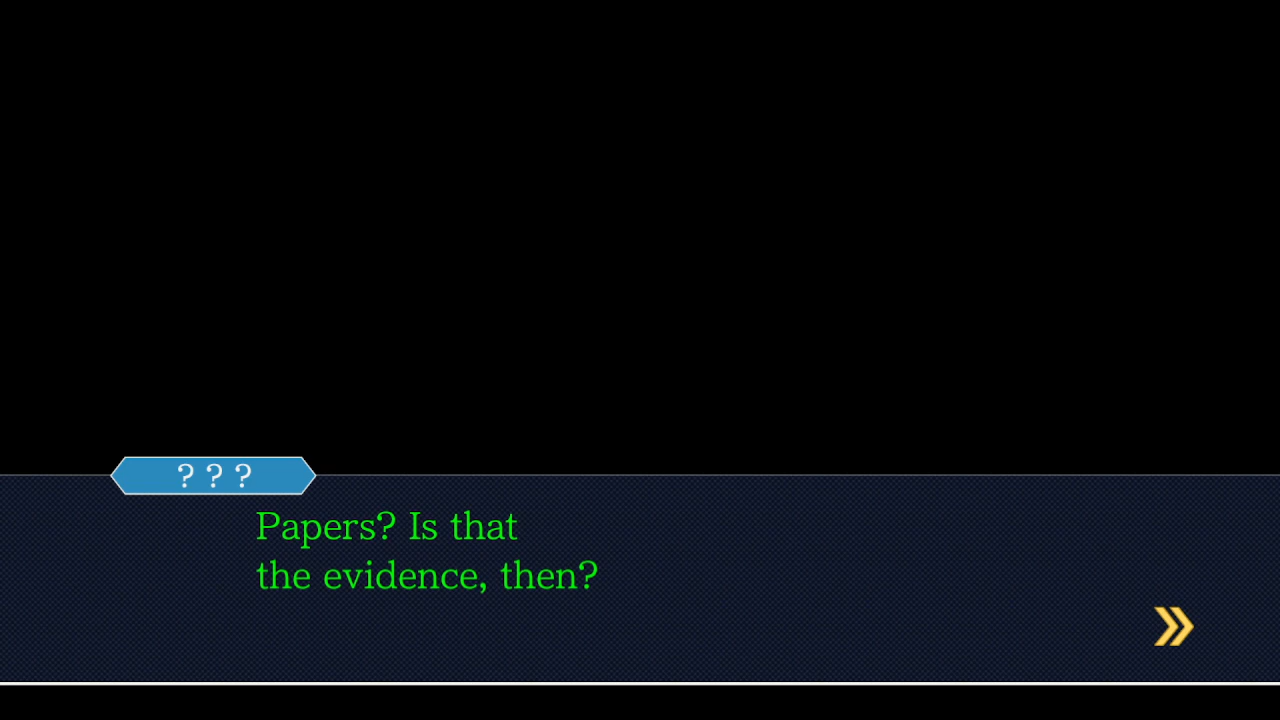 ? ? ?
Papers? Is that
the evidence, then?